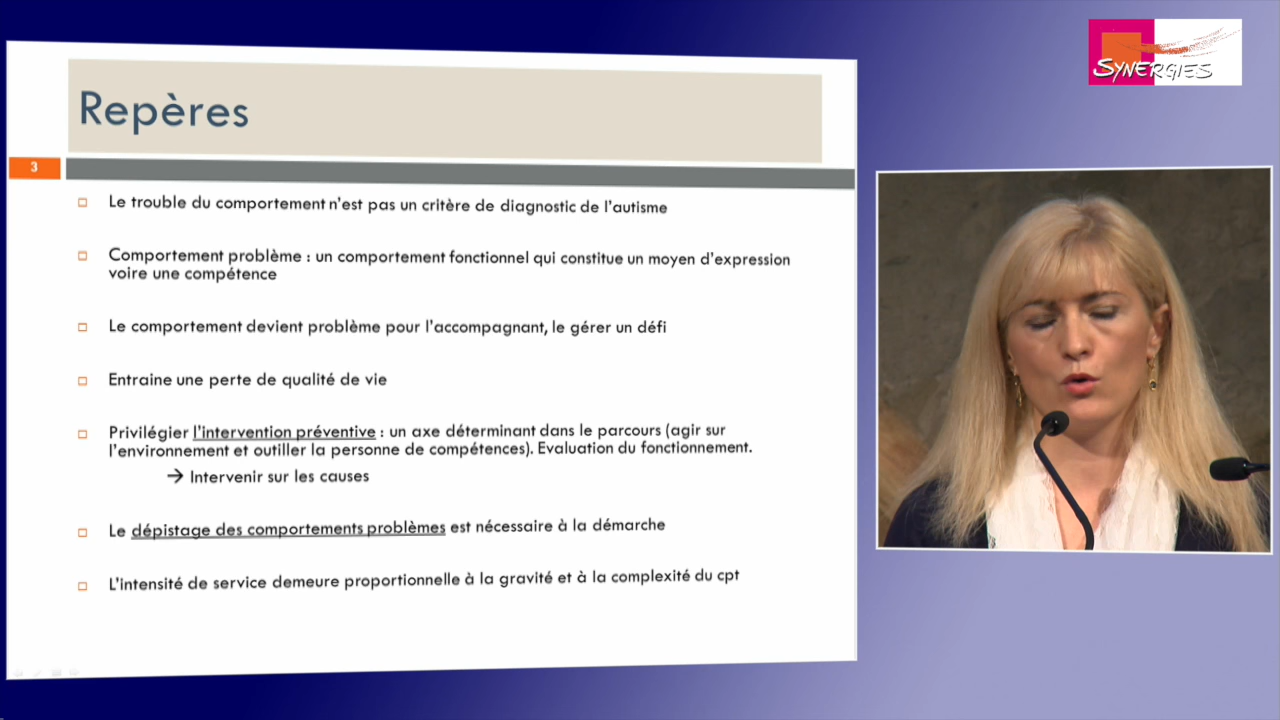 SYNERGIES
Repères
3
Le trouble du comportement n'est pas un critère de diagnostic de l'autisme
Comportement problème : un comportement fonctionnel qui constitue un moyen d'expression
voire une compétence
Le comportement devient problème pour l'accompagnant, le gérer un défi
Entraine une perte de qualité de vie
Privilégier l'intervention préventive : un axe déterminant dans le parcours (agir sur
l'environnement et outiller la personne de compétences). Evaluation du fonctionnement.
→ Intervenir sur les causes
Le dépistage des comportements problèmes est nécessaire à la démarche
L'intensité de service demeure proportionnelle à la gravité et à la complexité du cpt